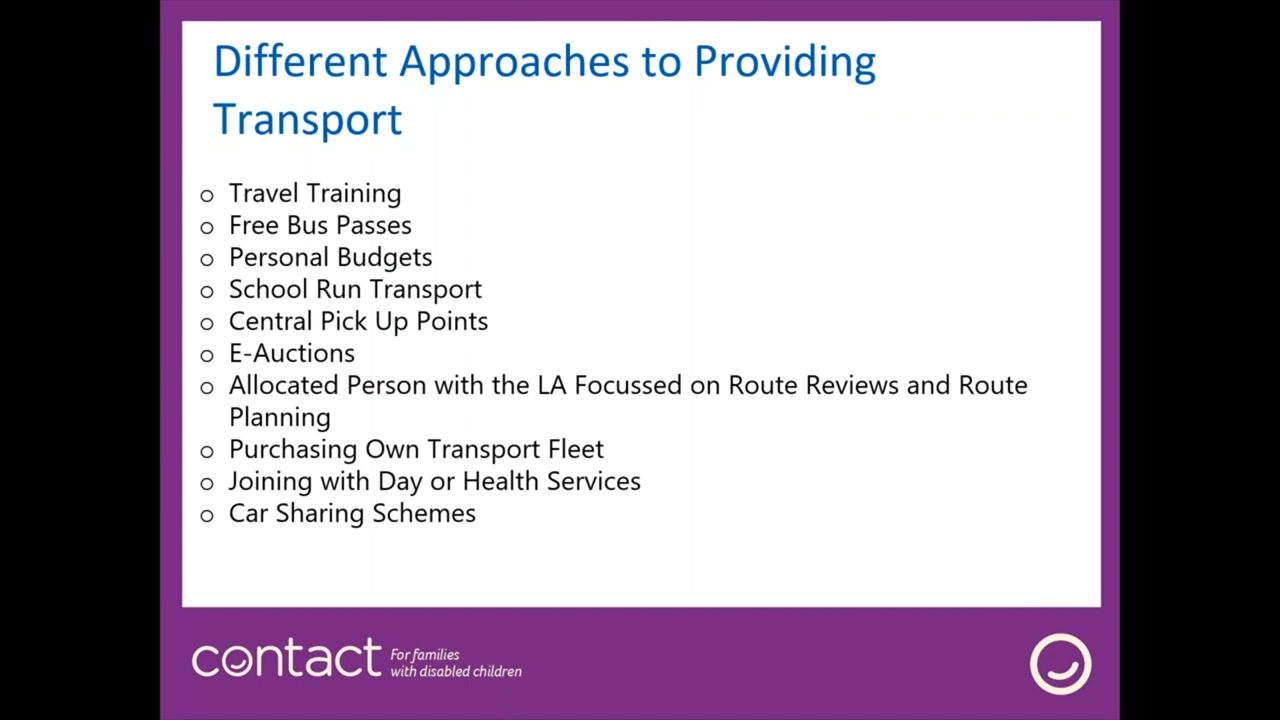 Different Approaches to Providing
Transport
o Travel Training
o Free Bus Passes
o Personal Budgets
o School Run Transport
o Central Pick Up Points
o E-Auctions
o Allocated Person with the LA Focussed on Route Reviews and Route
Planning
o Purchasing Own Transport Fleet
o Joining with Day or Health Services
o Car Sharing Schemes
contact
For families
with disabled children